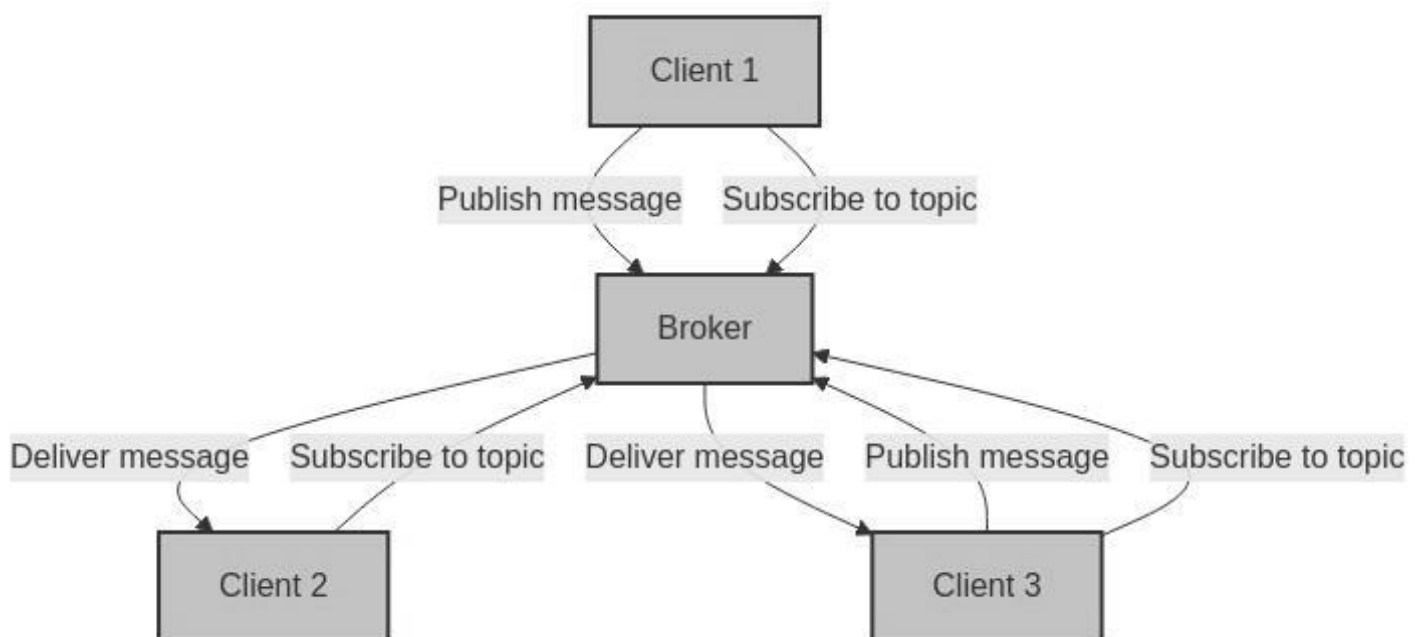 Client 1
Publish message
Subscribe to topic
Broker
Deliver message
Subscribe to topic
Deliver message
Publish message
Subscribe to topic
Client 2
Client 3